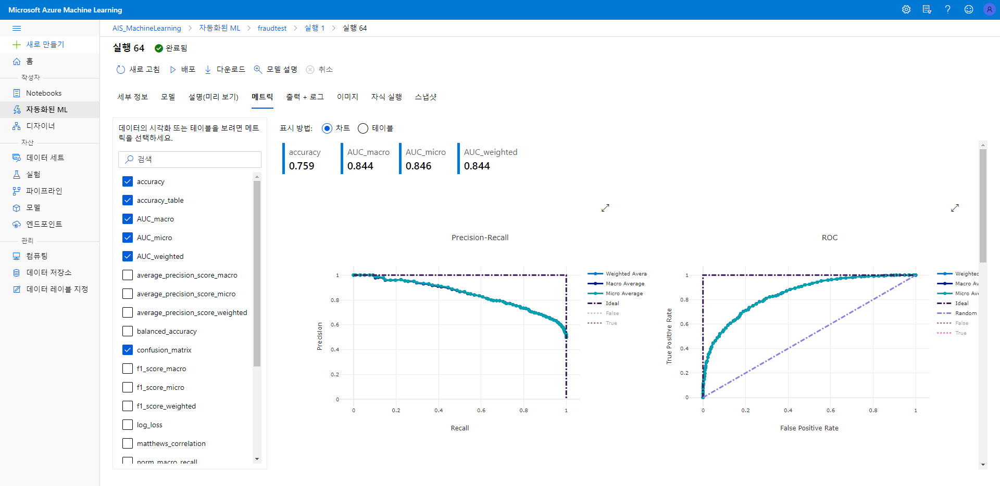 Microsoft Azure Machine Learning
AIS_MachineLearning > 자동화된 ML > fraudtest > 실행 1 > 실행 64
새로 만들기
홈
작성자
Notebooks
자동화된 ML
디자이너
자산
데이터 세트
실험
파이프라인
모델
엔드포인트
관리
컴퓨팅
데이터 저장소
데이터 레이블 지정
실행 64 완료됨
새로 고침 배포 다운로드 모델 설명 취소
세부 정보 모델 설명(미리 보기) 메트릭 출력 + 로그 이미지 자식 실행 스냅샷
데이터의 시각화 또는 테이블을 보려면 메트
릭을 선택하세요.
검색
accuracy
accuracy_table
AUC_macro
AUC_micro
AUC_weighted
average_precision_score_macro
average_precision_score_micro
average_precision_score_weighted
balanced_accuracy
confusion_matrix
f1_score_macro
f1_score_micro
f1_score_weighted
log_loss
matthews_correlation
norm_macro_recall
표시 방법: 차트 테이블
accuracy AUC_macro AUC_micro AUC_weighted
0.759 0.844 0.846 0.844
Precision-Recall
1
0.8
0.6
0.4
0.2
0
Precision
0 0.2 0.4 0.6 0.8 1
Recall
Weighted Avera
Macro Average
Micro Average
Ideal
False
True
ROC
1
0.8
0.6
0.4
0.2
0
True Positive Rate
0 0.2 0.4 0.6 0.8 1
False Positive Rate
Weighted
Macro Av
Micro Ave
Ideal
Random
False
True